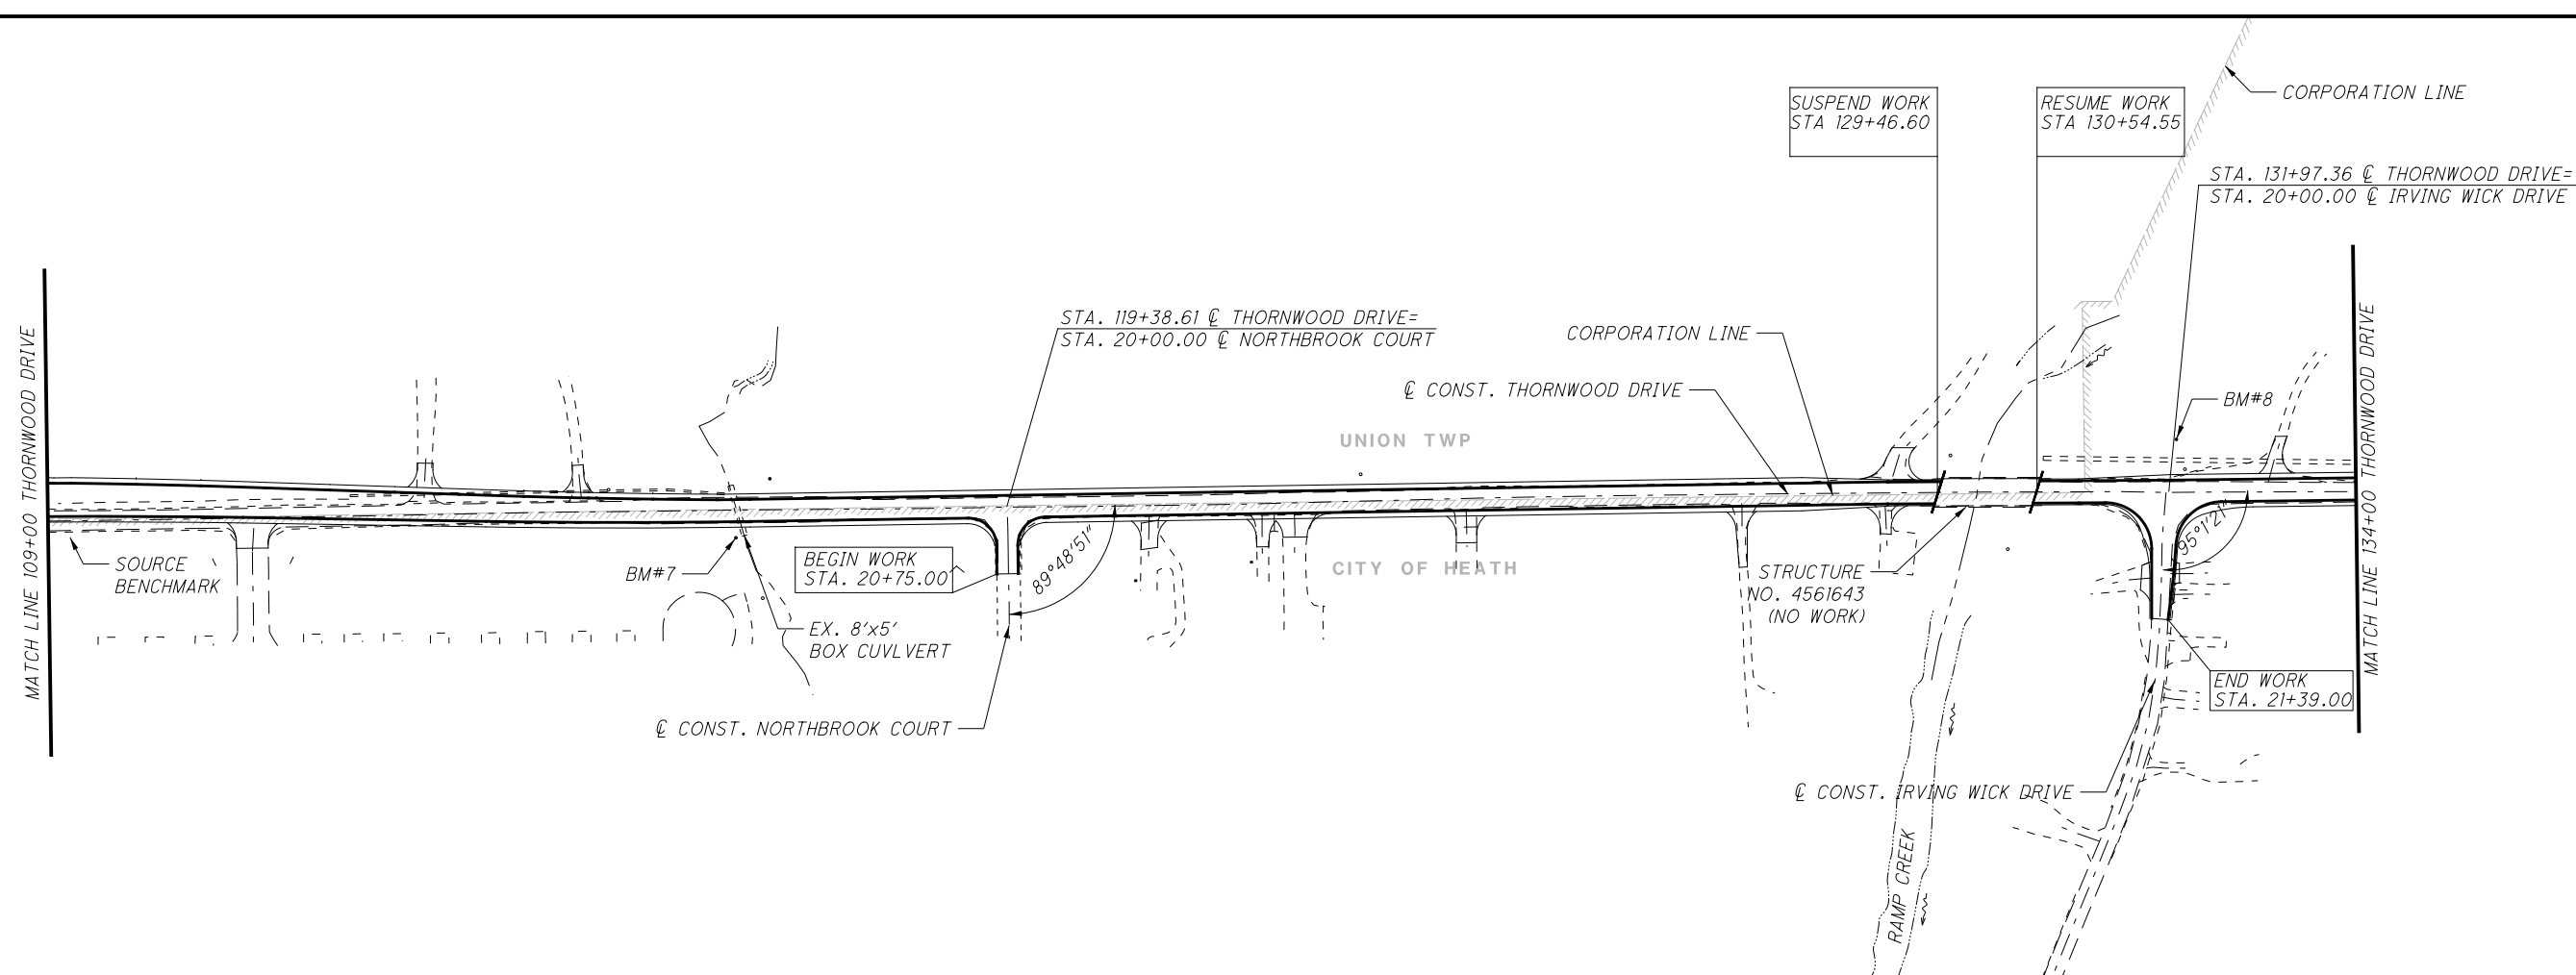 SUSPEND WORK
STA 129+46.60
RESUME WORK
STA 130+54.55
CORPORATION LINE
STA. 131+97.36 ℄ THORNWOOD DRIVE=
STA. 20+00.00 ℄ IRVING WICK DRIVE
MATCH LINE 109+00 THORNWOOD DRIVE
STA. 119+38.61 ℄ THORNWOOD DRIVE=
STA. 20+00.00 ℄ NORTHBROOK COURT
CORPORATION LINE
℄ CONST. THORNWOOD DRIVE
BM#8
MATCH LINE 134+00 THORNWOOD DRIVE
UNION TWP
CITY OF HEATH
SOURCE
BENCHMARK
BM#7
BEGIN WORK
STA. 20+75.00
89°48'51"
95°1'21"
STRUCTURE
NO. 4561643
(NO WORK)
EX. 8'x5'
BOX CUVLVERT
END WORK
STA. 21+39.00
℄ CONST. NORTHBROOK COURT
℄ CONST. IRVING WICK DRIVE
RAMP CREEK